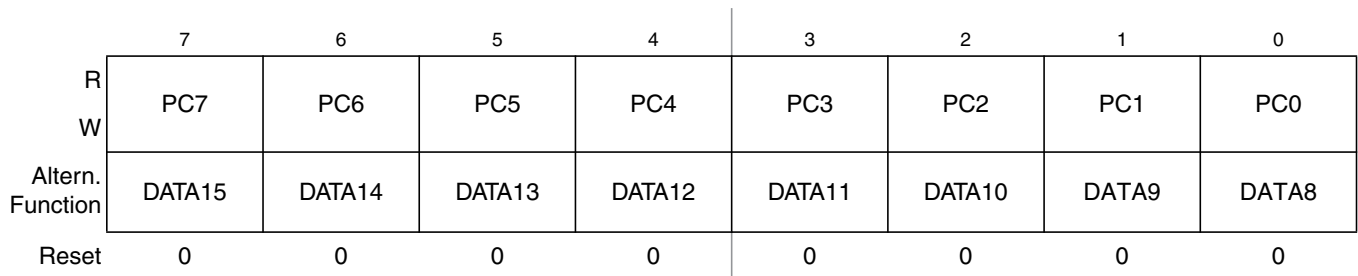 7 6 5 4 3 2 1 0
R
W
PC7 PC6 PC5 PC4 PC3 PC2 PC1 PC0
Altern.
Function
DATA15 DATA14 DATA13 DATA12 DATA11 DATA10 DATA9 DATA8
Reset 0 0 0 0 0 0 0 0